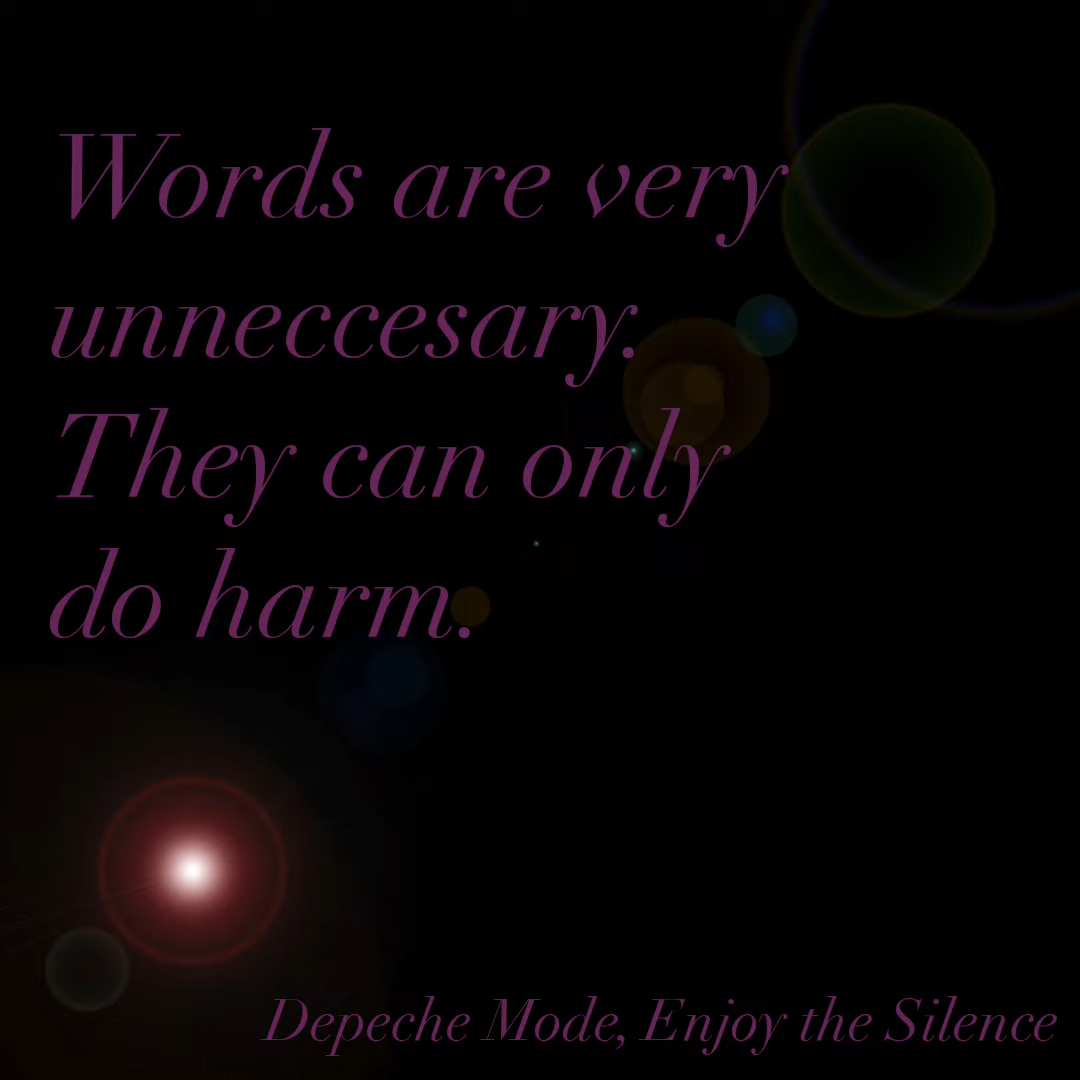 Words are very
unneccesary.
They can only
do harm.
Depeche Mode, Enjoy the Silence